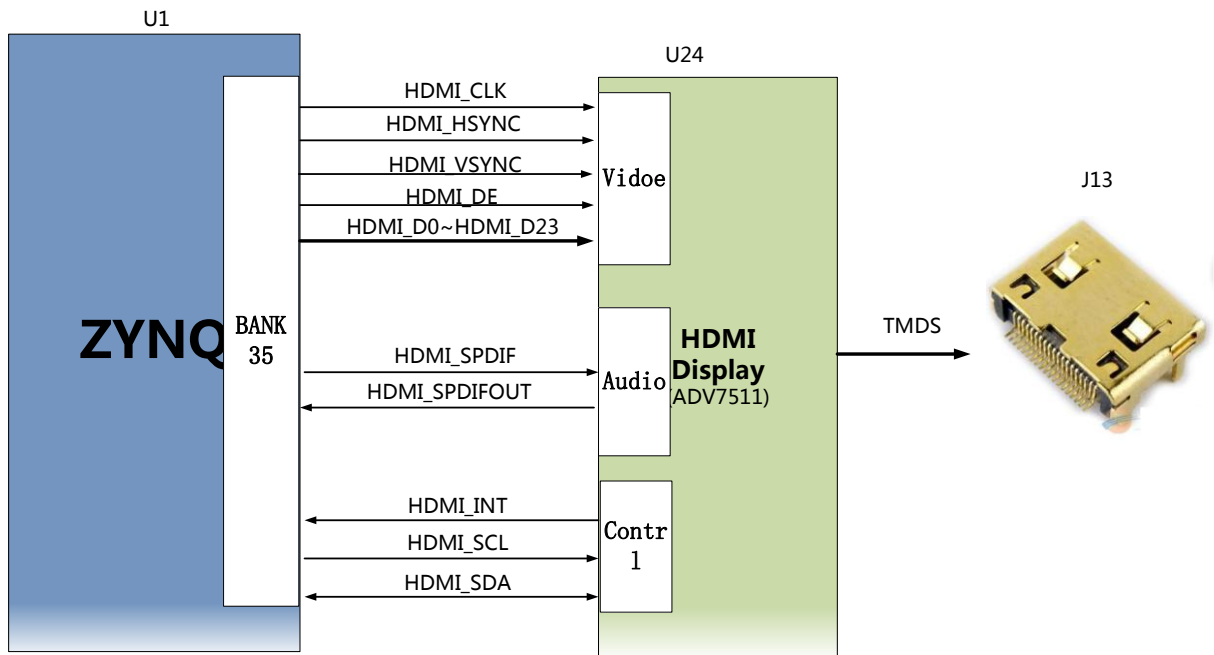 U1
U24
HDMI_CLK
HDMI_HSYNC
HDMI_VSYNC
HDMI_DE
HDMI_D0~HDMI_D23
Vidoe
J13
ZYNQ
BANK
35
HDMI_SPDIF
HDMI_SPDIFOUT
Audio
HDMI
Display
(ADV7511)
TMDS
HDMI_INT
HDMI_SCL
HDMI_SDA
Contr
l